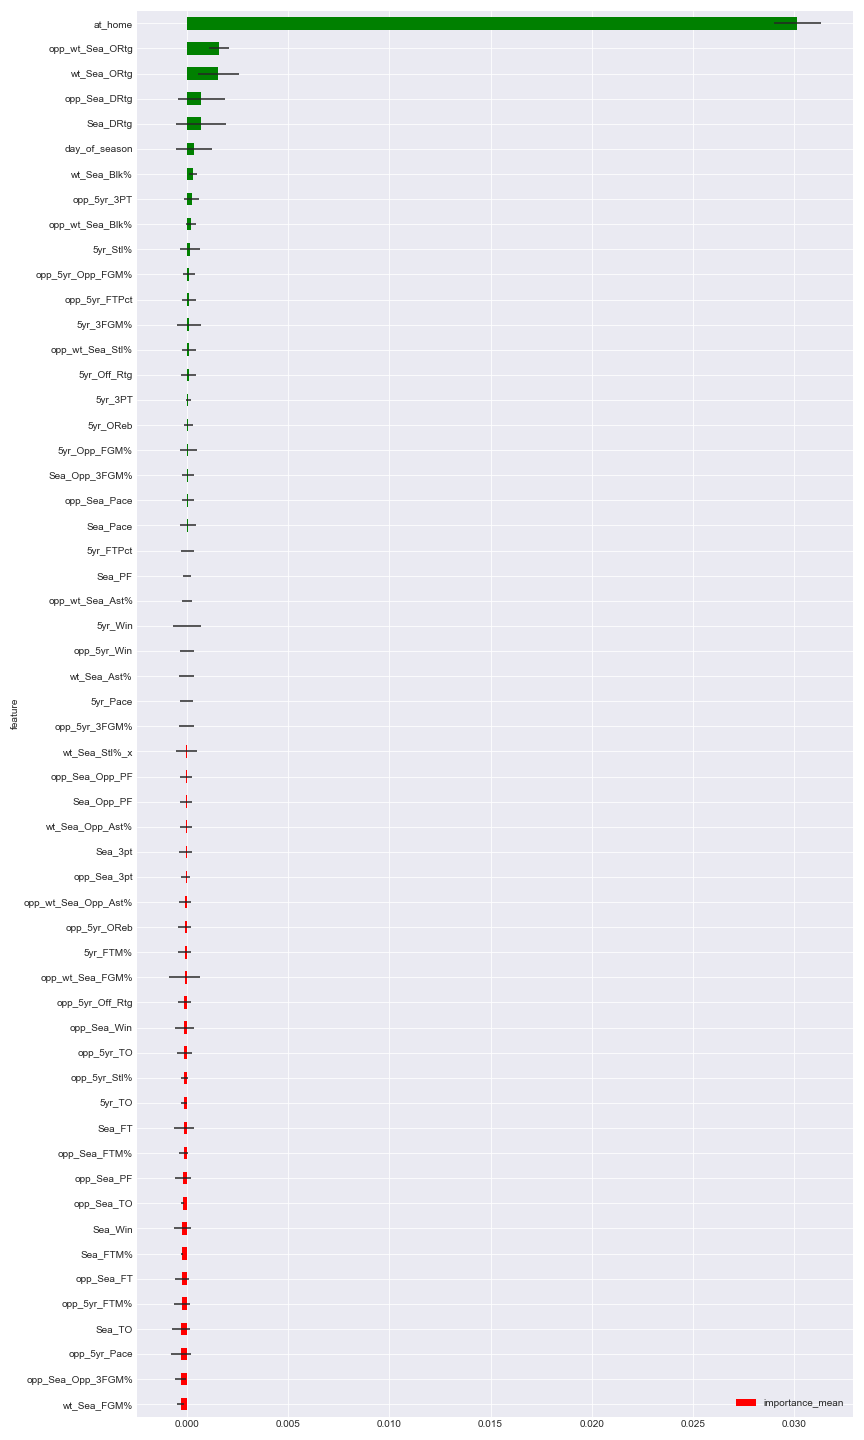 at_home
opp_wt_Sea_ORtg
wt_Sea_ORtg
opp_Sea_DRtg
Sea_DRtg
day_of_season
wt_Sea_Blk%
opp_5yr_3PT
opp_wt_Sea_Blk%
5yr_Stl%
opp_5yr_Opp_FGM%
opp_5yr_FTPct
5yr_3FGM%
opp_wt_Sea_Stl%
5yr_Off_Rtg
5yr_3PT
5yr_OReb
5yr_Opp_FGM%
Sea_Opp_3FGM%
opp_Sea_Pace
Sea_Pace
5yr_FTPct
Sea_PF
opp_wt_Sea_Ast%
5yr_Win
opp_5yr_Win
wt_Sea_Ast%
5yr_Pace
feature
opp_5yr_3FGM%
wt_Sea_Stl%_x
opp_Sea_Opp_PF
Sea_Opp_PF
wt_Sea_Opp_Ast%
Sea_3pt
opp_Sea_3pt
opp_wt_Sea_Opp_Ast%
opp_5yr_OReb
5yr_FTM%
opp_wt_Sea_FGM%
opp_5yr_Off_Rtg
opp_Sea_Win
opp_5yr_TO
opp_5yr_Stl%
5yr_TO
Sea_FT
opp_Sea_FTM%
opp_Sea_PF
opp_Sea_TO
Sea_Win
Sea_FTM%
opp_Sea_FT
opp_5yr_FTM%
Sea_TO
opp_5yr_Pace
opp_Sea_Opp_3FGM%
wt_Sea_FGM%
importance_mean
0.000 0.005 0.010 0.015 0.020 0.025 0.030